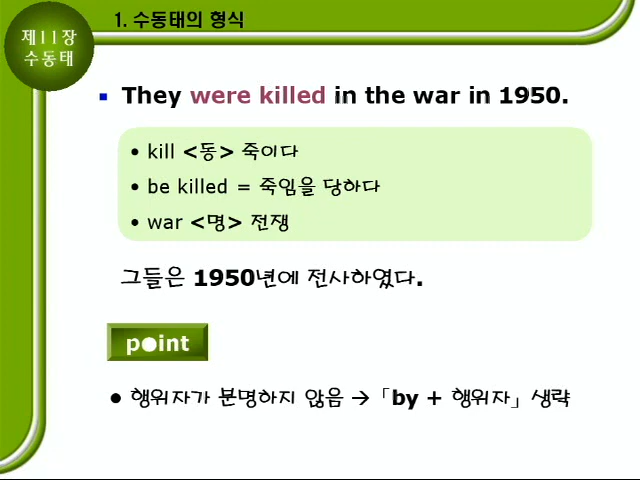 제11장
수동태
1. 수동태의 형식
▪ They were killed in the war in 1950.
• kill <동> 죽이다
• be killed = 죽임을 당하다
• war <명> 전쟁
그들은 1950년에 전사하였다.
point
● 행위자가 분명하지 않음 → 「by + 행위자」 생략